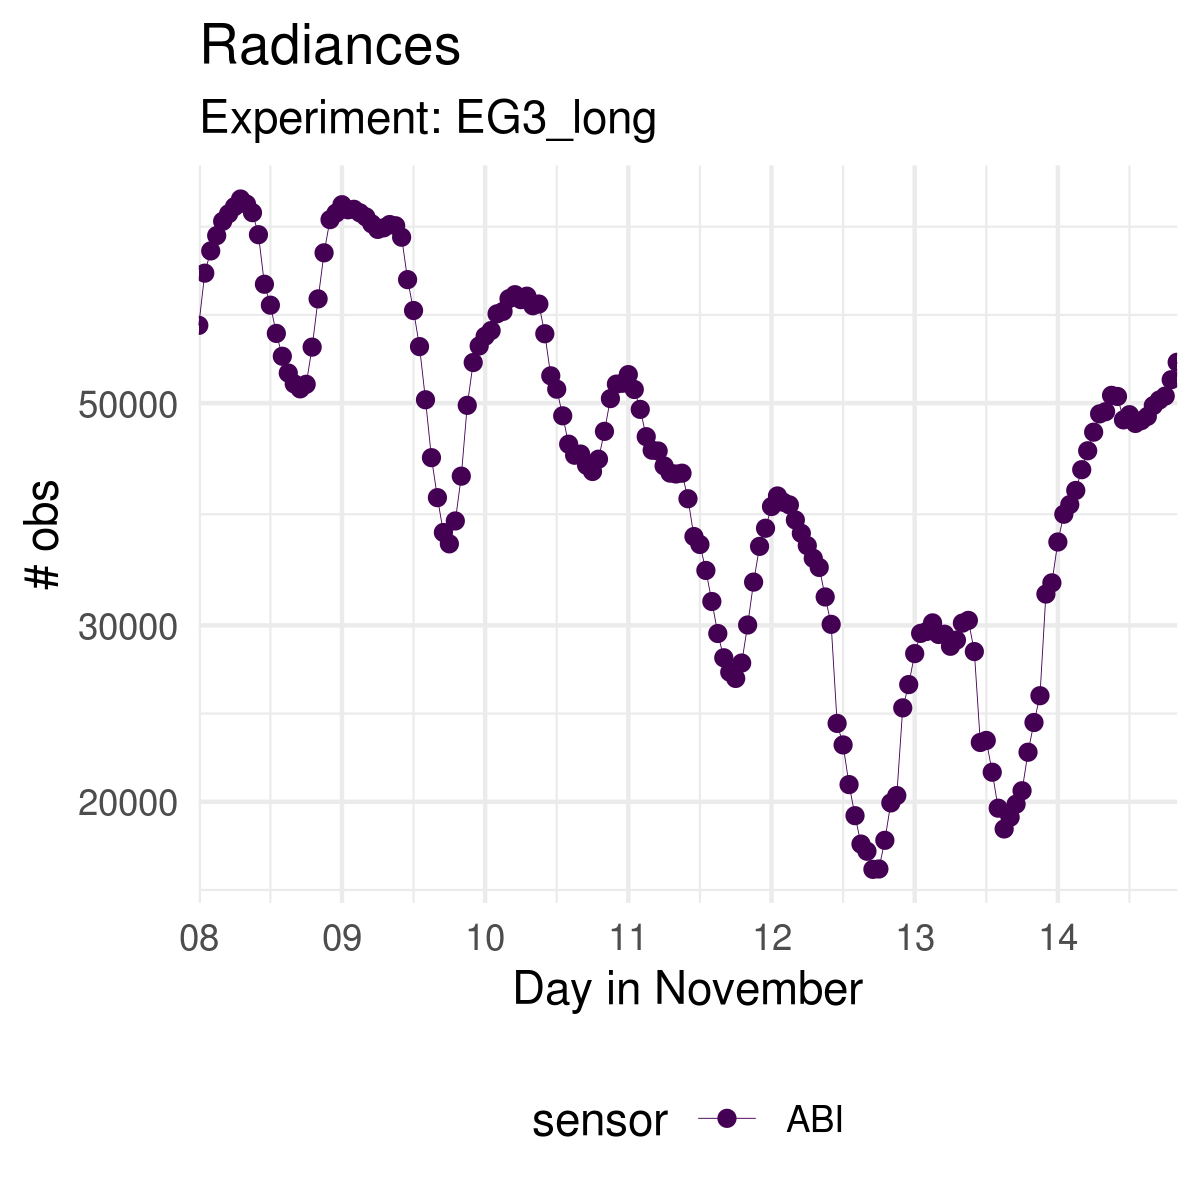 Radiances
Experiment: EG3_long
# obs
50000
30000
20000
08 09 10 11 12 13 14
Day in November
sensor ABI